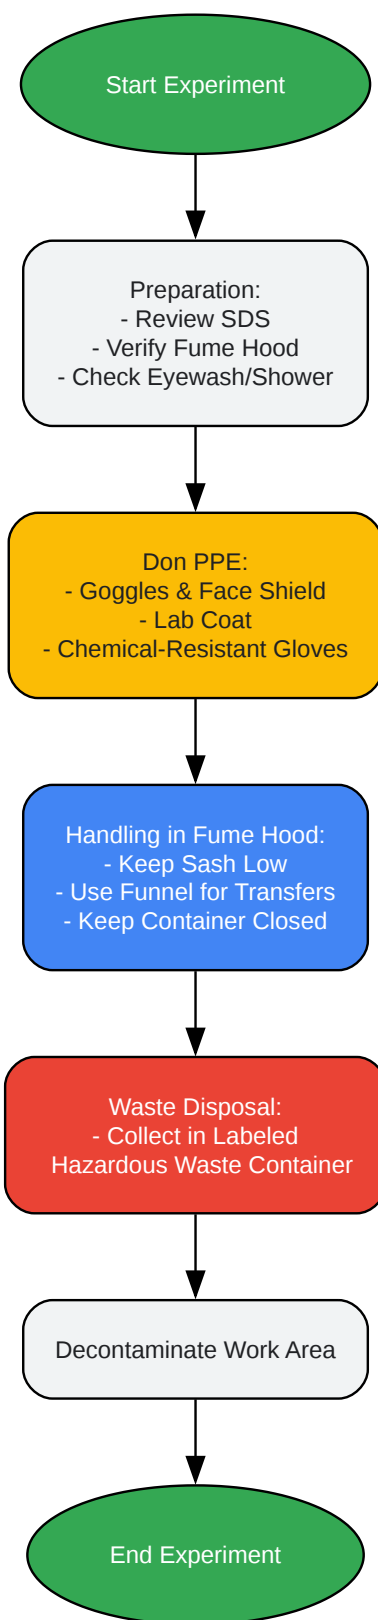 Start Experiment
Preparation:
- Review SDS
- Verify Fume Hood
- Check Eyewash/Shower
Don PPE:
- Goggles & Face Shield
- Lab Coat
- Chemical-Resistant Gloves
Handling in Fume Hood:
- Keep Sash Low
- Use Funnel for Transfers
- Keep Container Closed
Waste Disposal:
- Collect in Labeled
Hazardous Waste Container
Decontaminate Work Area
End Experiment